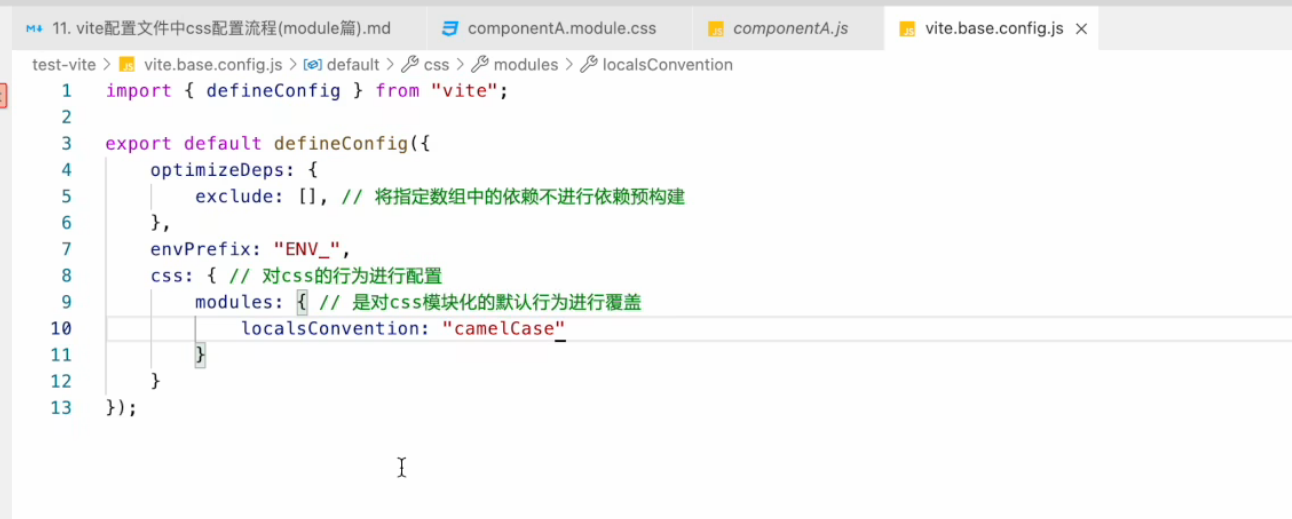 11. vite配置文件中css配置流程(module篇).md componentA.module.css componentA.js vite.base.config.js
test-vite > vite.base.config.js > default > css > modules > localsConvention
1 import { defineConfig } from "vite";
2
3 export default defineConfig({
4 optimizeDeps: {
5 exclude: [], // 将指定数组中的依赖不进行依赖预构建
6 },
7 envPrefix: "ENV_",
8 css: { // 对css的行为进行配置
9 modules: { // 是对css模块化的默认行为进行覆盖
10 localsConvention: "camelCase"
11 }
12 }
13 });